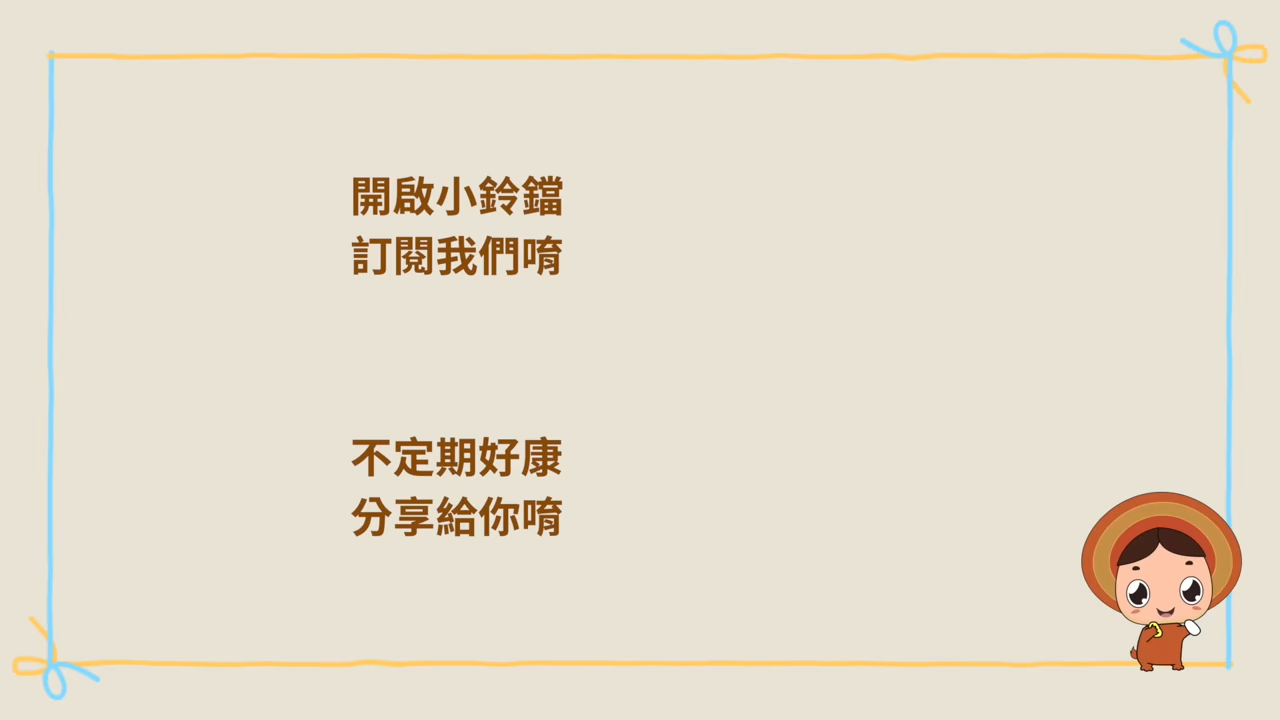 開啟小鈴鐺
訂閱我們唷
不定期好康
分享給你唷